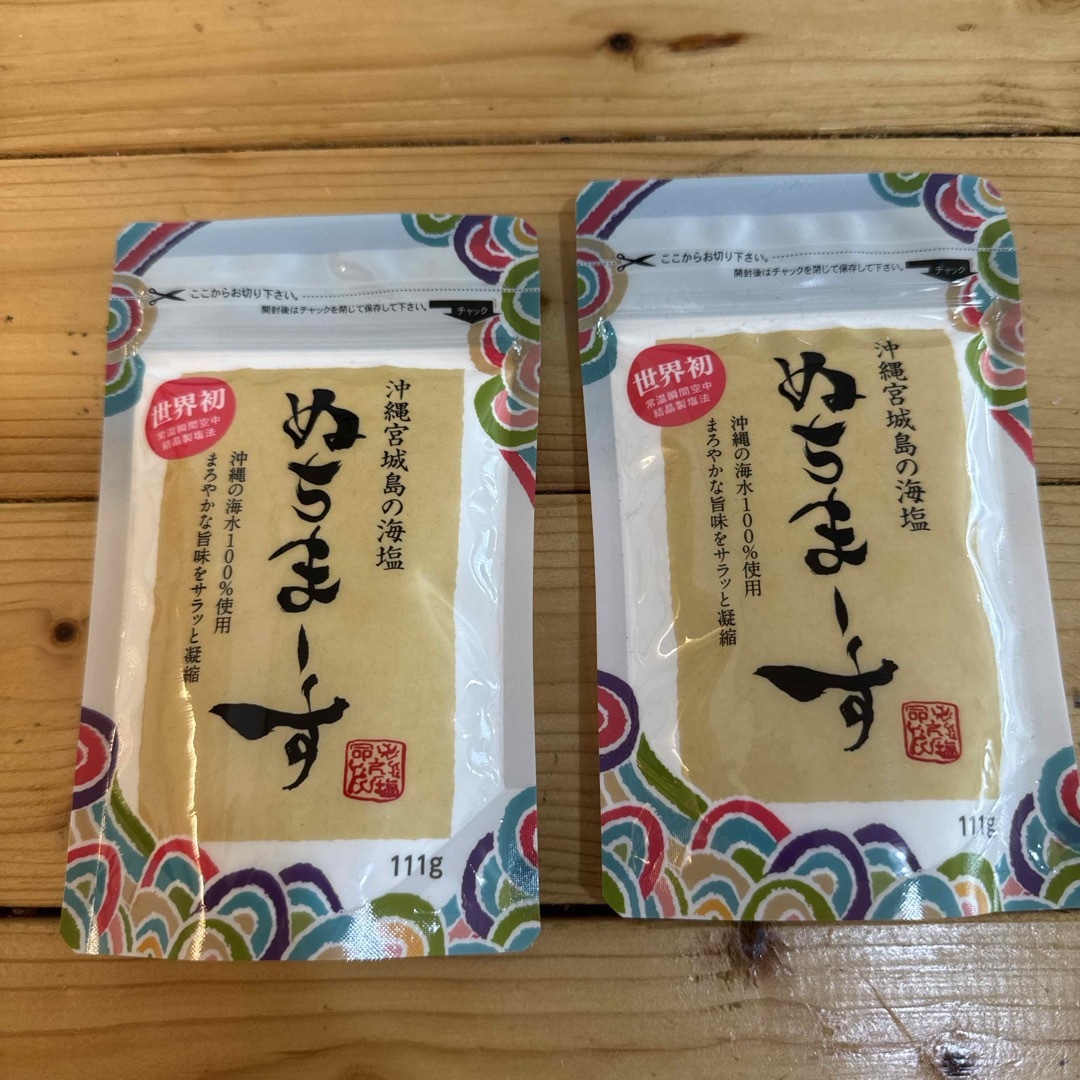 ここからお切り下さい。
開封後はチャックを閉じて保存して下さい。
チャック
世界初
常温瞬間空中
結晶製塩法
沖縄宮城島の海塩
ぬちまーす
沖縄の海水100%使用
まろやかな旨味をサラッと凝縮
111g
ここからお切り下さい。
開封後はチャックを閉じて保存して下さい。
チャック
世界初
常温瞬間空中
結晶製塩法
沖縄宮城島の海塩
ぬちまーす
沖縄の海水100%使用
まろやかな旨味をサラッと凝縮
111g